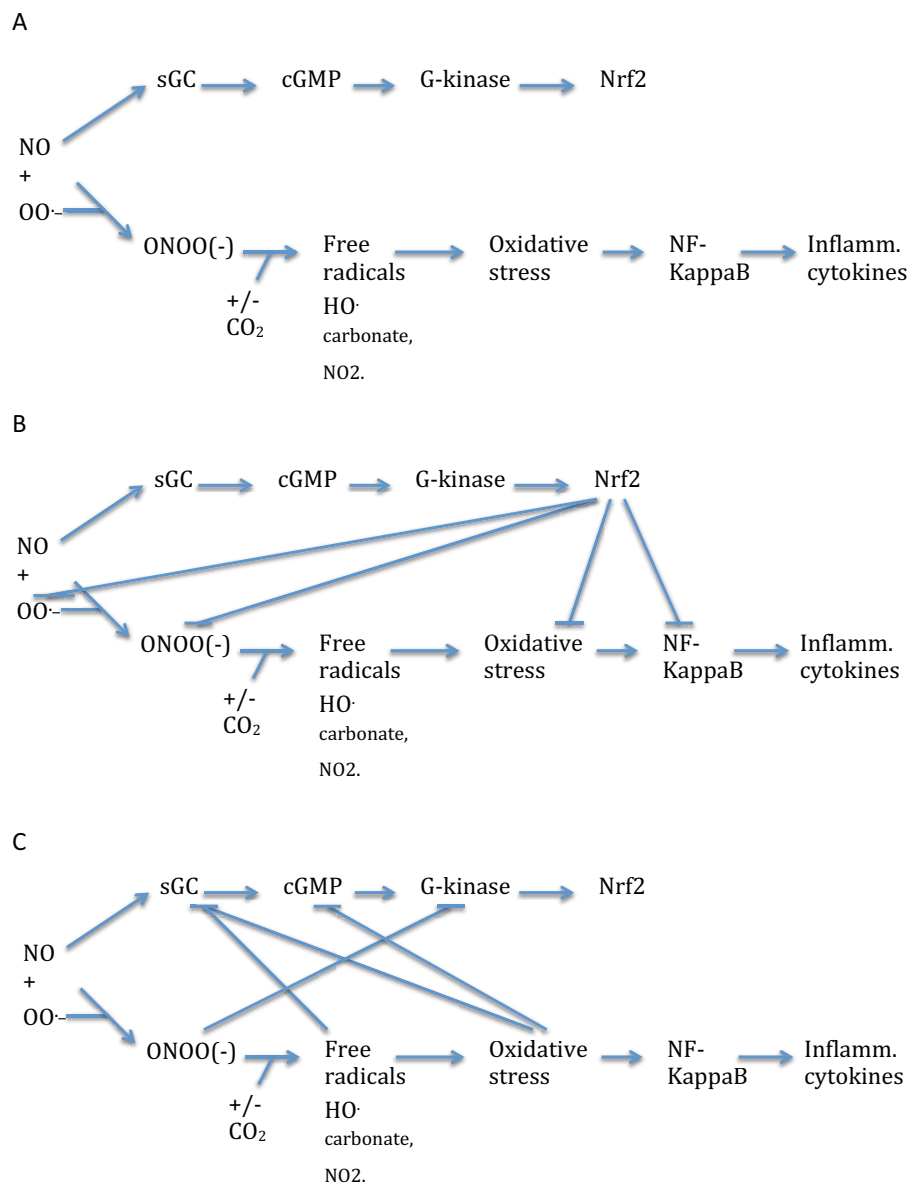 A
sGC cGMP G-kinase Nrf2
NO
+
OO·–
ONOO(-) Free radicals Oxidative stress NF-KappaB Inflamm. cytokines
+/-
CO₂
HO·
carbonate,
NO2.
B
sGC cGMP G-kinase Nrf2
NO
+
OO·–
ONOO(-) Free radicals Oxidative stress NF-KappaB Inflamm. cytokines
+/-
CO₂
HO·
carbonate,
NO2.
C
sGC cGMP G-kinase Nrf2
NO
+
OO·–
ONOO(-) Free radicals Oxidative stress NF-KappaB Inflamm. cytokines
+/-
CO₂
HO·
carbonate,
NO2.